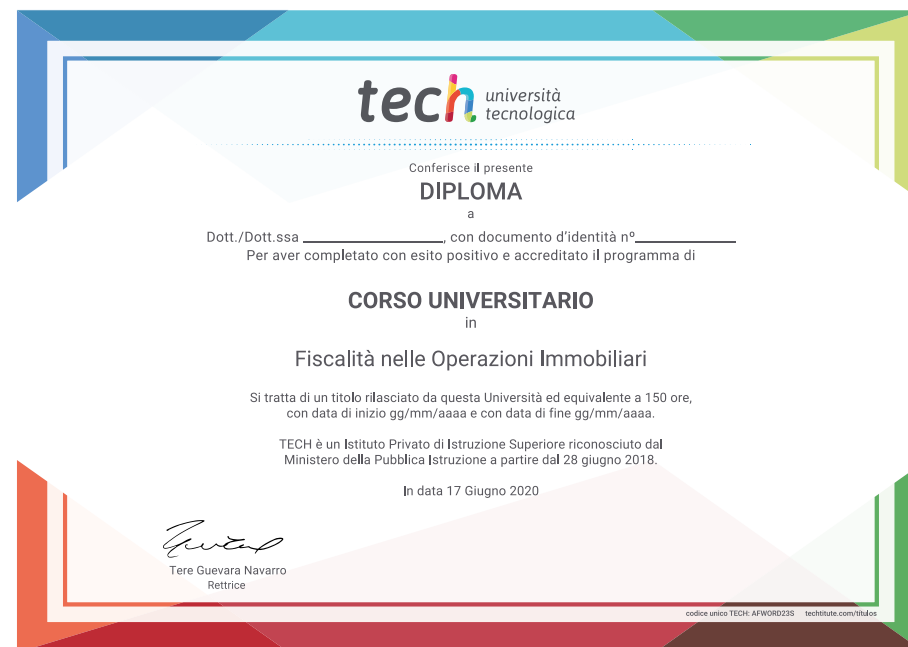 tech università
tecnologica
Conferisce il presente
DIPLOMA
a
Dott./Dott.ssa ____________________, con documento d'identità nº______________
Per aver completato con esito positivo e accreditato il programma di
CORSO UNIVERSITARIO
in
Fiscalità nelle Operazioni Immobiliari
Si tratta di un titolo rilasciato da questa Università ed equivalente a 150 ore,
con data di inizio gg/mm/aaaa e con data di fine gg/mm/aaaa.
TECH è un Istituto Privato di Istruzione Superiore riconosciuto dal
Ministero della Pubblica Istruzione a partire dal 28 giugno 2018.
In data 17 Giugno 2020
Tere Guevara Navarro
Rettrice
codice unico TECH: AFWORD23S techtitute.com/titulos